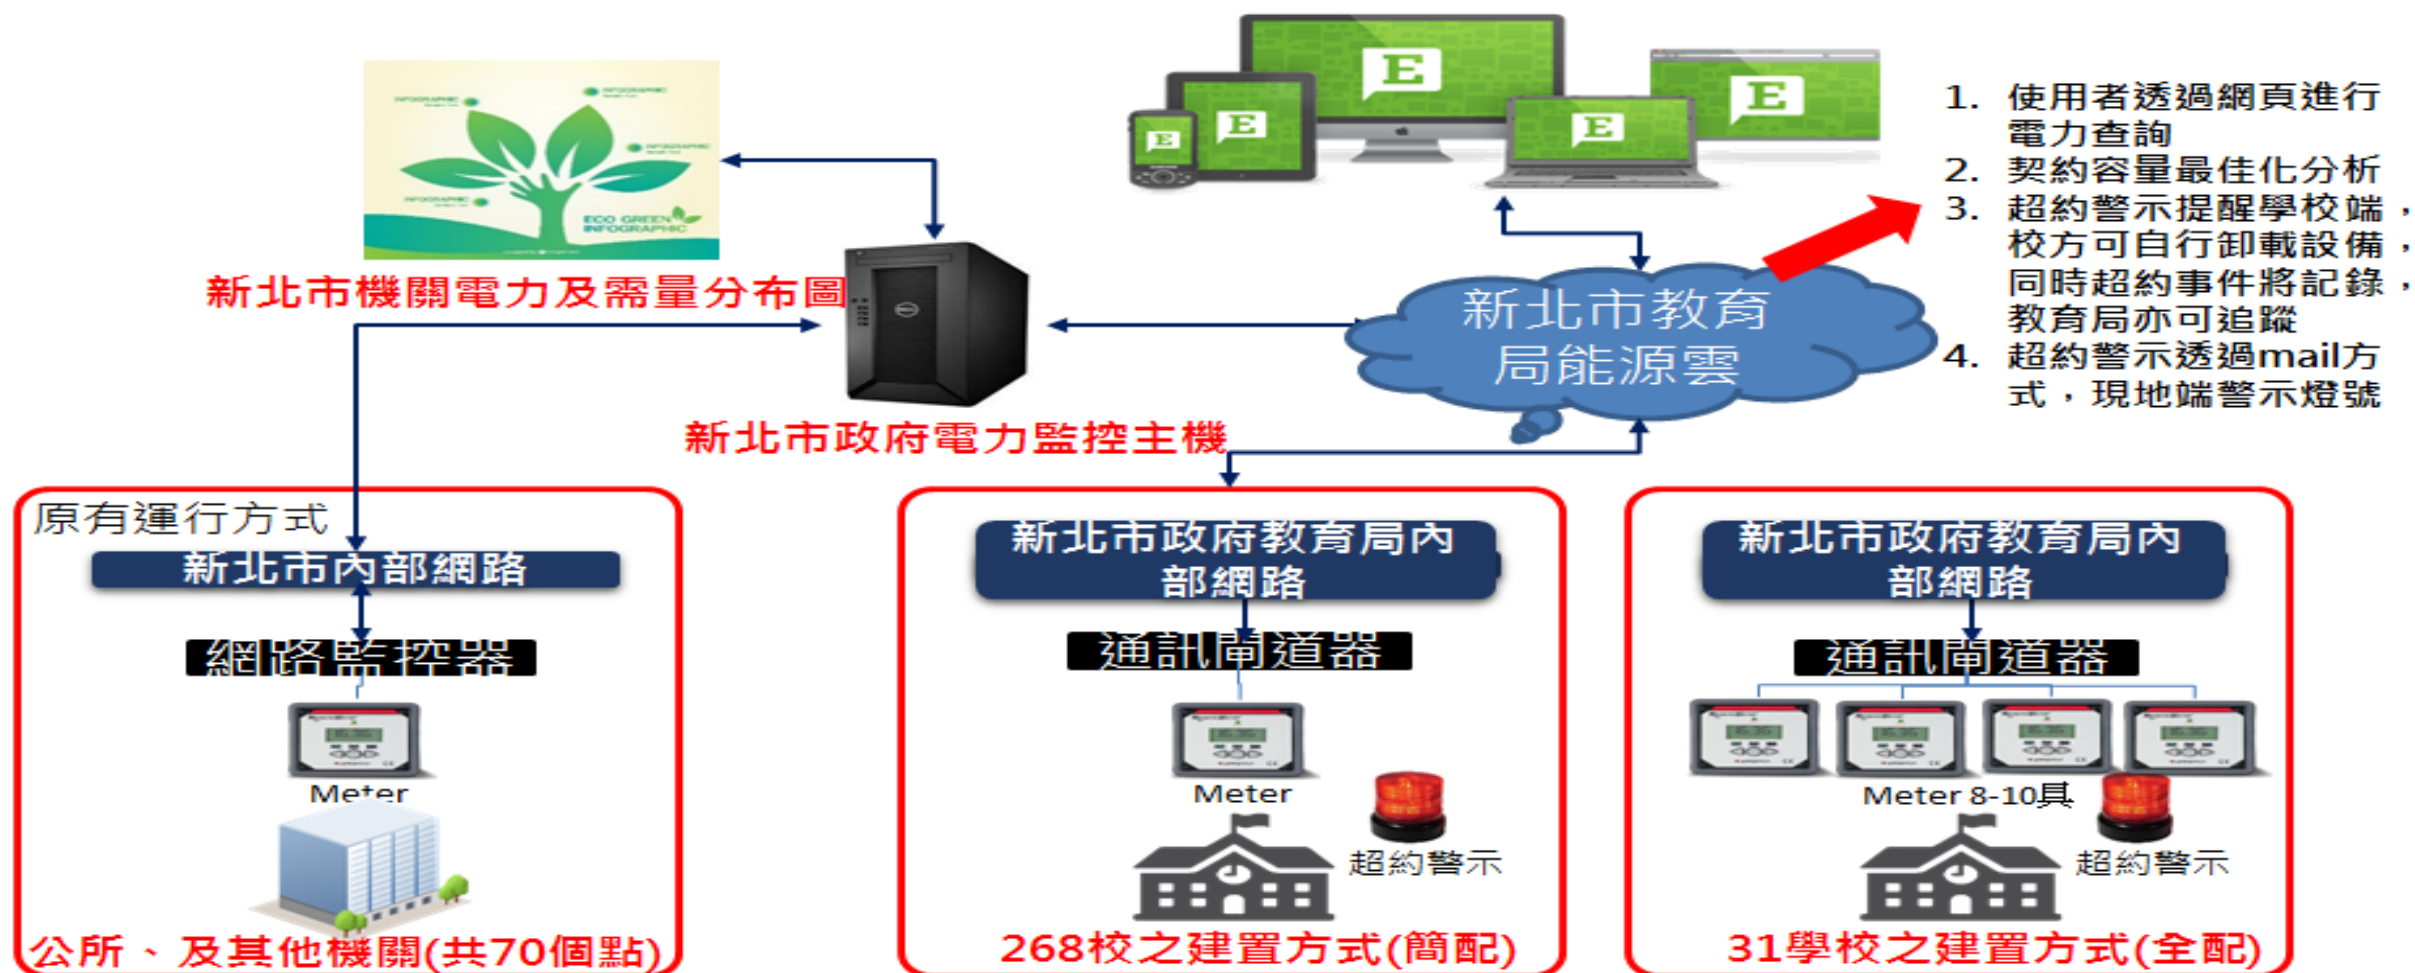 INFOGRAPHIC
INFOGRAPHIC
INFOGRAPHIC
INFOGRAPHIC
ECO GREEN
INFOGRAPHIC
E
E
E
E
E
1. 使用者透過網頁進行
電力查詢
2. 契約容量最佳化分析
3. 超約警示提醒學校端，
校方可自行卸載設備，
同時超約事件將記錄，
教育局亦可追蹤
4. 超約警示透過mail方
式，現地端警示燈號
新北市機關電力及需量分布圖
新北市教育
局能源雲
新北市政府電力監控主機
原有運行方式
新北市內部網路
網路監控器
Meter
公所、及其他機關(共70個點)
新北市政府教育局內
部網路
通訊閘道器
Meter
超約警示
268校之建置方式(簡配)
新北市政府教育局內
部網路
通訊閘道器
Meter 8-10具
超約警示
31學校之建置方式(全配)